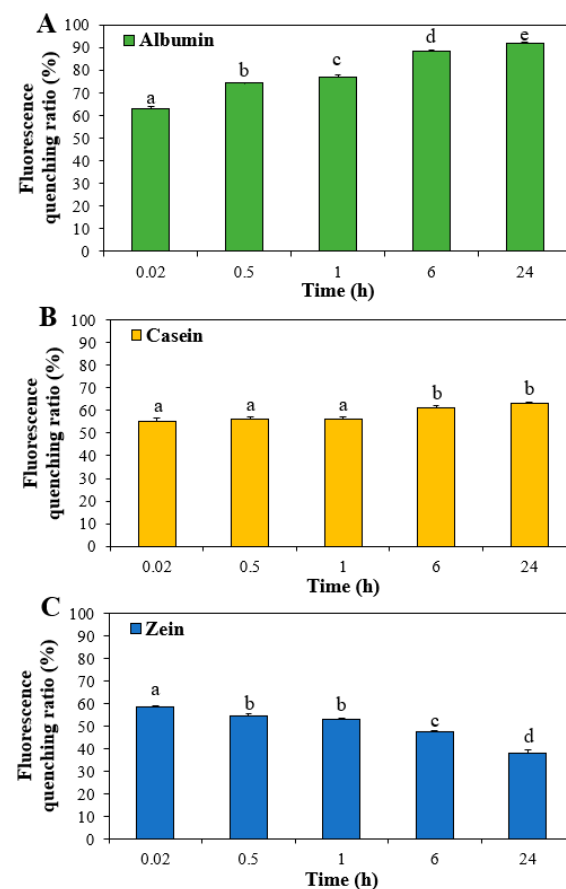 A
Albumin
Fluorescence
quenching ratio (%)
100
90
80
70
60
50
40
30
20
10
0
a
b
c
d
e
0.02 0.5 1 6 24
Time (h)
B
Casein
Fluorescence
quenching ratio (%)
100
90
80
70
60
50
40
30
20
10
0
a
a
a
b
b
0.02 0.5 1 6 24
Time (h)
C
Zein
Fluorescence
quenching ratio (%)
100
90
80
70
60
50
40
30
20
10
0
a
b
b
c
d
0.02 0.5 1 6 24
Time (h)